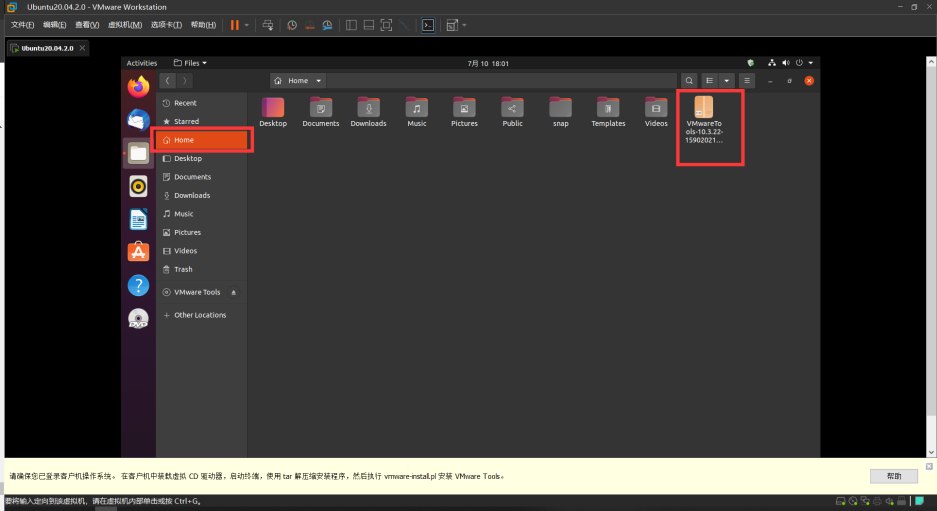 Ubuntu20.04.2.0 - VMware Workstation
文件(F) 编辑(E) 查看(V) 虚拟机(M) 选项卡(T) 帮助(H)
Ubuntu20.04.2.0
Activities Files 7月 10 18:01
Home
Recent
Starred
Home
Desktop
Documents
Downloads
Music
Pictures
Videos
Trash
VMware Tools
Other Locations
Desktop Documents Downloads Music Pictures Public snap Templates Videos VMwareTo
ols-10.3.22-
15902021...
DVD
请确保您已登录客户机操作系统。在客户机中装载虚拟 CD 驱动器，启动终端，使用 tar 解压缩安装程序，然后执行 vmware-install.pl 安装 VMware Tools。
帮助
要将输入定向到该虚拟机，请在虚拟机内部单击或按 Ctrl+G。